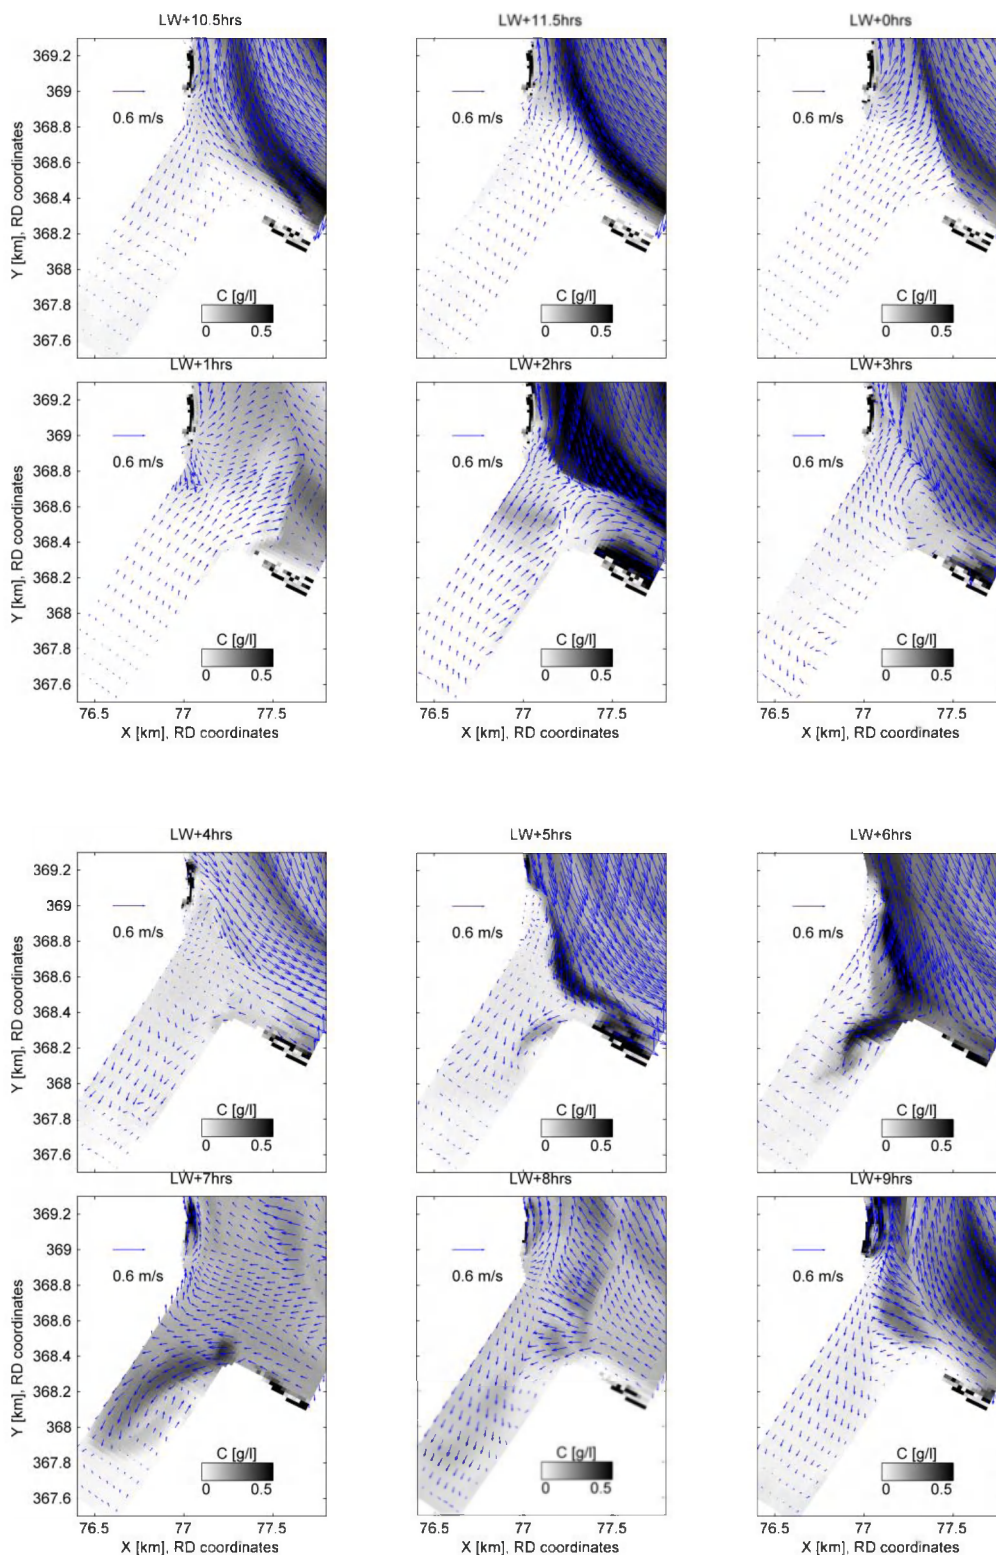 LW+10.5hrs LW+11.5hrs LW+0hrs
369.2
369
0.6 m/s 0.6 m/s 0.6 m/s
368.8
368.6
368.4
368.2
368
C [g/l] C [g/l] C [g/l]
367.8
0 0.5 0 0.5 0 0.5
367.6
Y [km], RD coordinates
LW+1hrs LW+2hrs LW+3hrs
369.2
369
0.6 m/s 0.6 m/s 0.6 m/s
368.8
368.6
368.4
368.2
368
C [g/l] C [g/l] C [g/l]
367.8
0 0.5 0 0.5 0 0.5
367.6
Y [km], RD coordinates
76.5 77 77.5 76.5 77 77.5 76.5 77 77.5
X [km], RD coordinates X [km], RD coordinates X [km], RD coordinates
LW+4hrs LW+5hrs LW+6hrs
369.2
369
0.6 m/s 0.6 m/s 0.6 m/s
368.8
368.6
368.4
368.2
368
C [g/l] C [g/l] C [g/l]
367.8
0 0.5 0 0.5 0 0.5
367.6
Y [km], RD coordinates
LW+7hrs LW+8hrs LW+9hrs
369.2
369
0.6 m/s 0.6 m/s 0.6 m/s
368.8
368.6
368.4
368.2
368
C [g/l] C [g/l] C [g/l]
367.8
0 0.5 0 0.5 0 0.5
367.6
Y [km], RD coordinates
76.5 77 77.5 76.5 77 77.5 76.5 77 77.5
X [km], RD coordinates X [km], RD coordinates X [km], RD coordinates